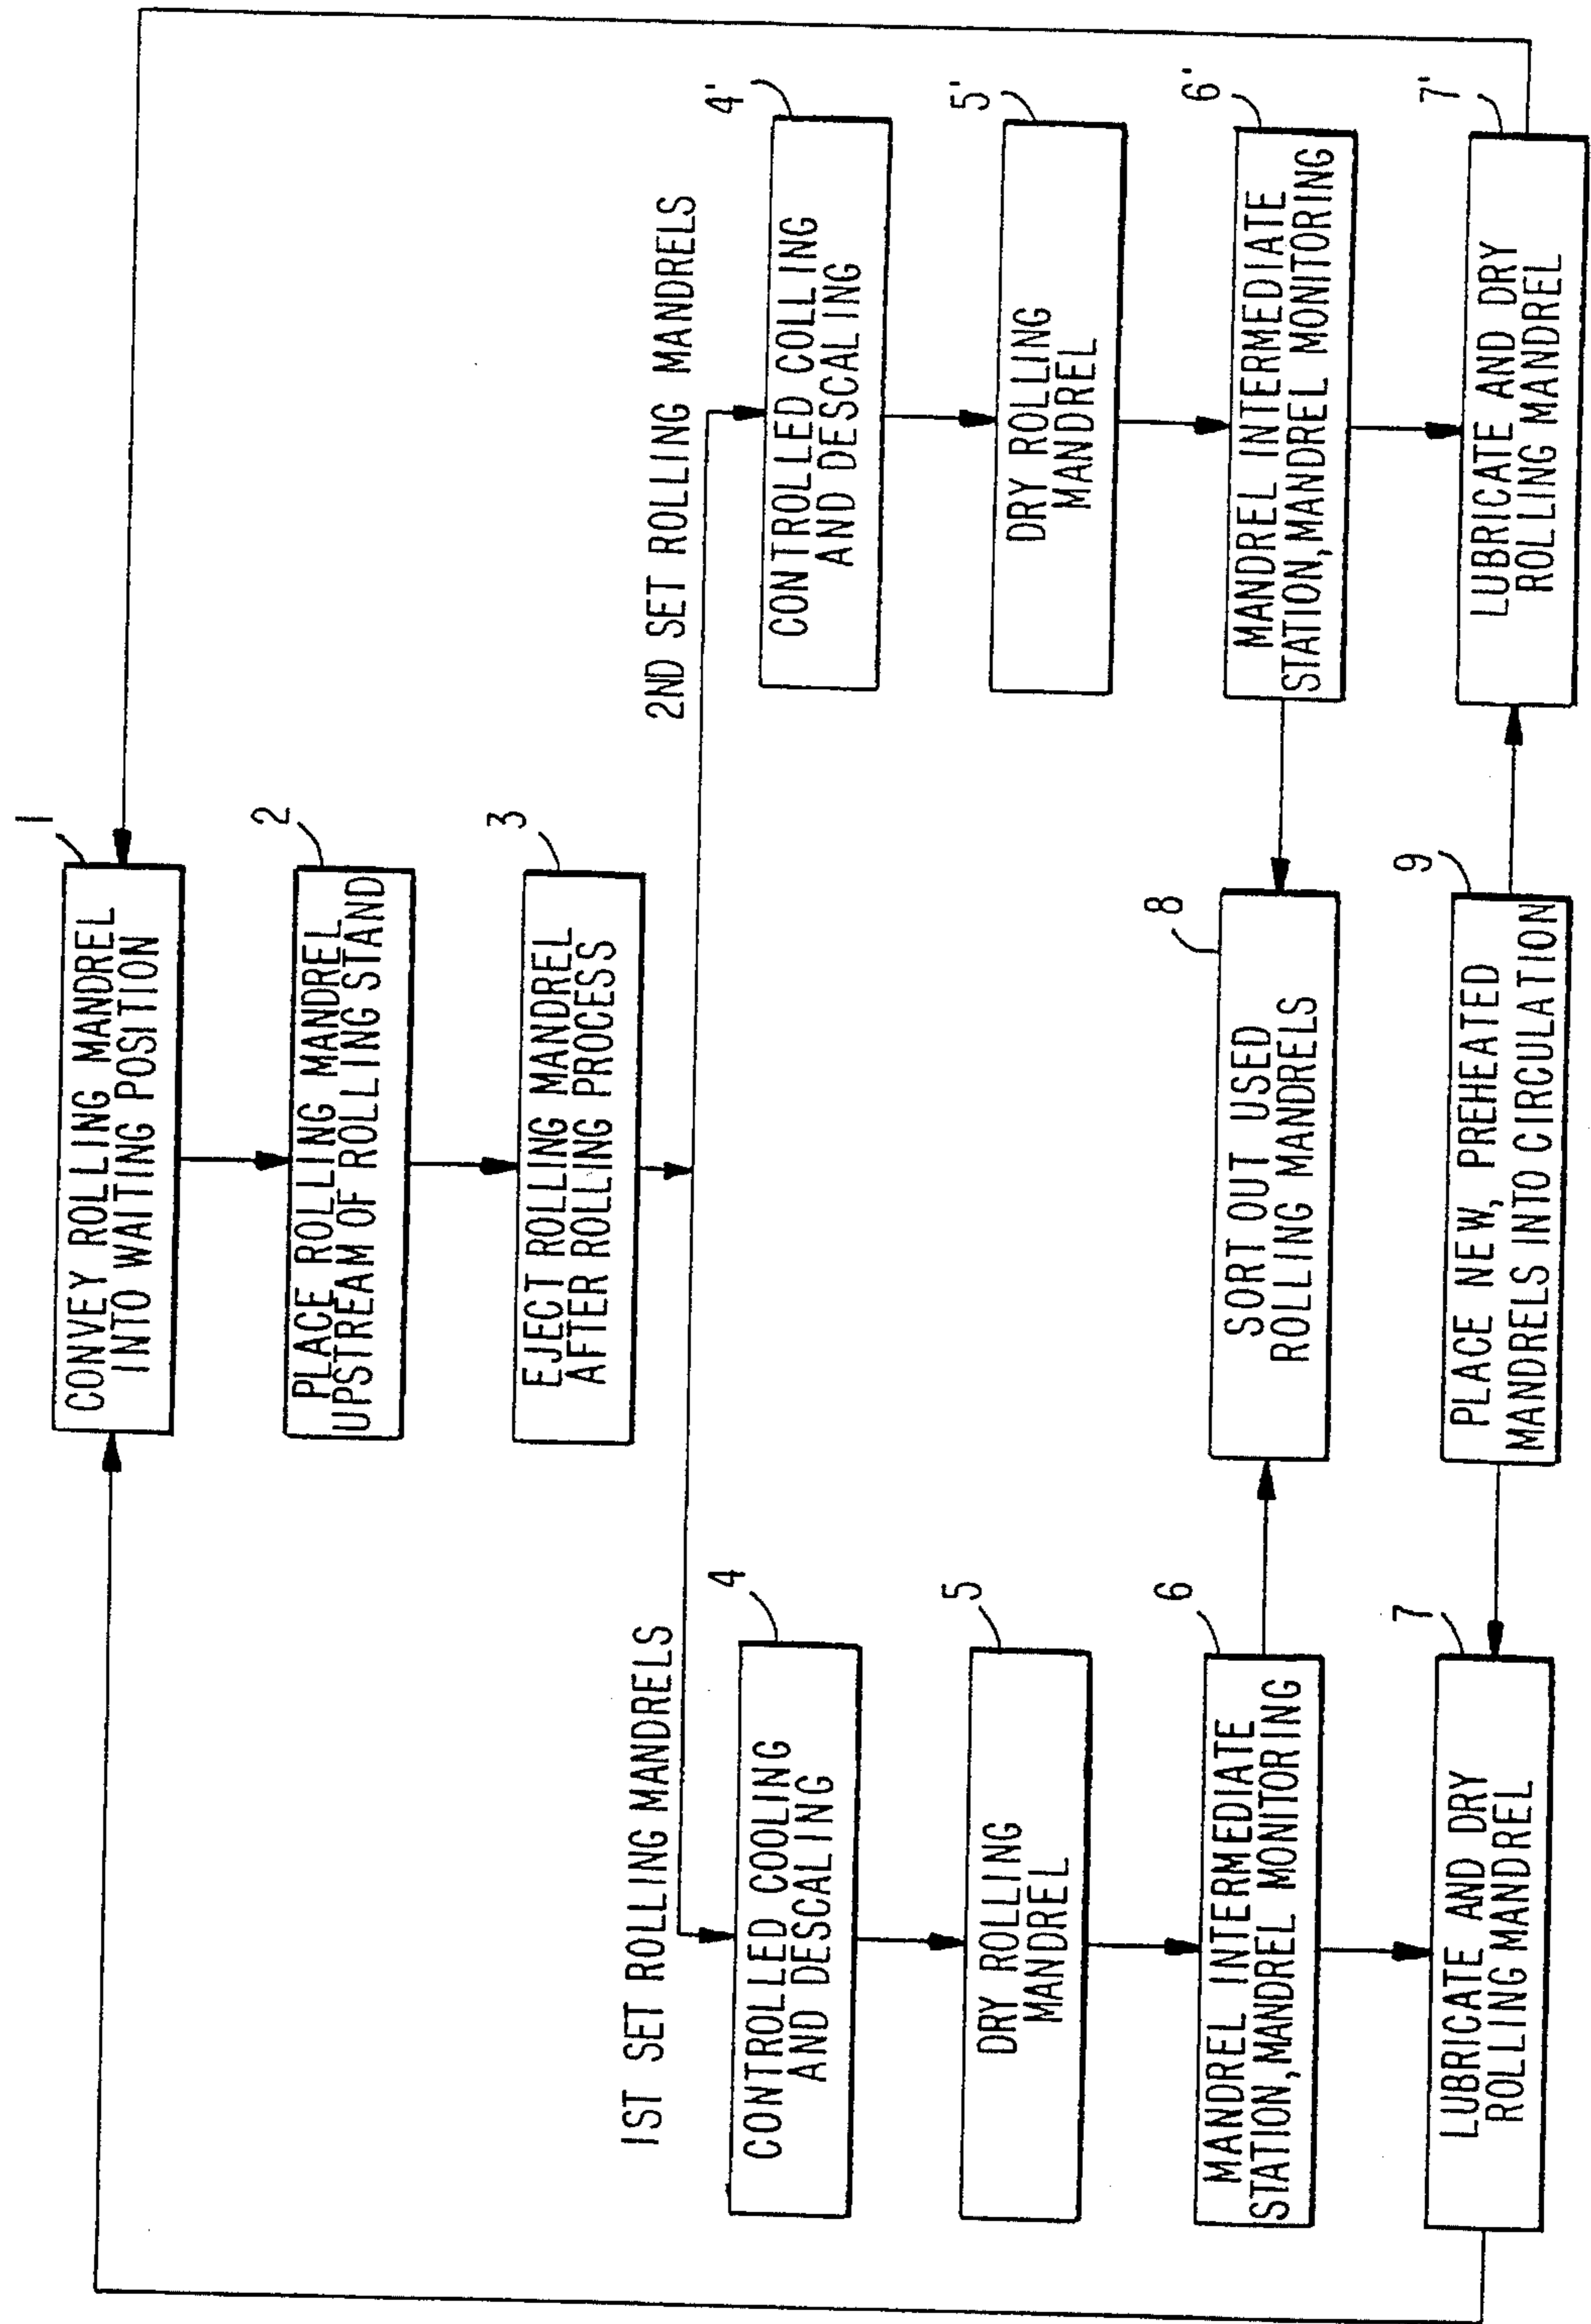 1
CONVEY ROLLING MANDREL
INTO WAITING POSITION
2
PLACE ROLLING MANDREL
UPSTREAM OF ROLLING STAND
3
EJECT ROLLING MANDREL
AFTER ROLLING PROCESS
1ST SET ROLLING MANDRELS
2ND SET ROLLING MANDRELS
4
CONTROLLED COOLING
AND DESCALING
4'
CONTROLLED COLLING
AND DESCALING
5
DRY ROLLING
MANDREL
5'
DRY ROLLING
MANDREL
6
MANDREL INTERMEDIATE
STATION, MANDREL MONITORING
8
SORT OUT USED
ROLLING MANDRELS
6'
MANDREL INTERMEDIATE
STATION, MANDREL MONITORING
7
LUBRICATE AND DRY
ROLLING MANDREL
9
PLACE NEW, PREHEATED
MANDRELS INTO CIRCULATION
7'
LUBRICATE AND DRY
ROLLING MANDREL